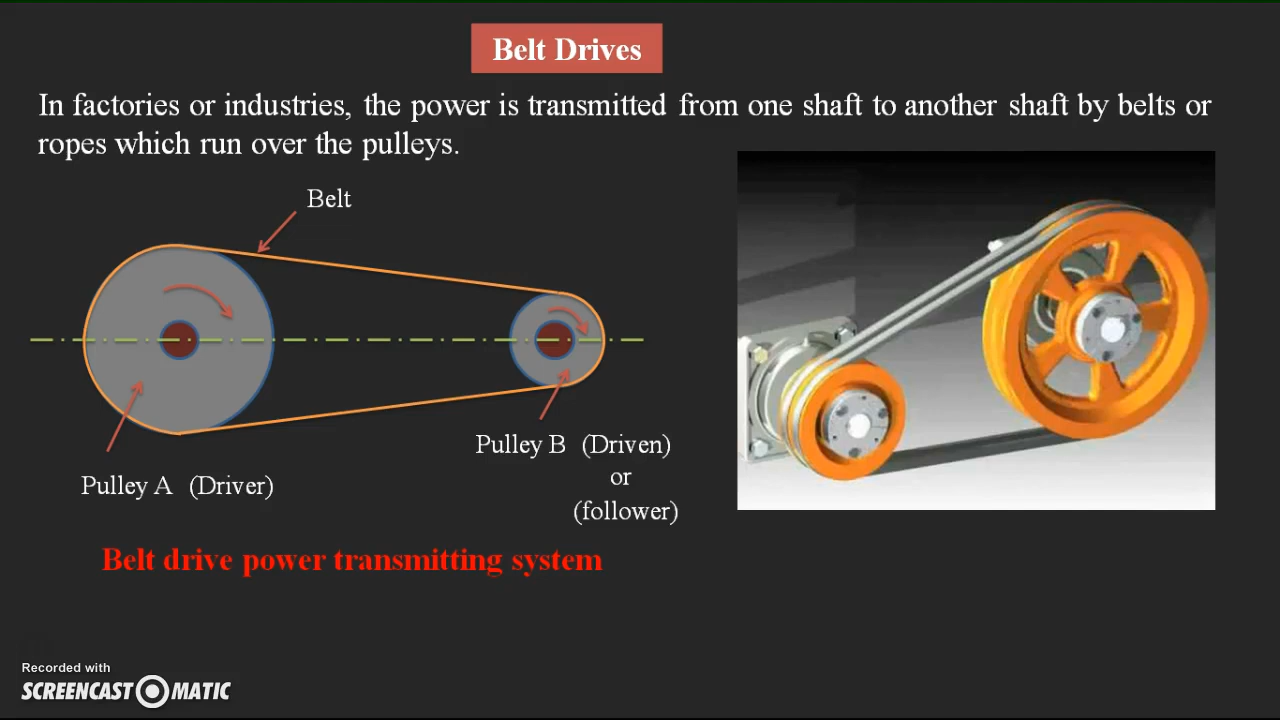 Belt Drives
In factories or industries, the power is transmitted from one shaft to another shaft by belts or
ropes which run over the pulleys.
Belt
Pulley B (Driven)
or
(follower)
Pulley A (Driver)
Belt drive power transmitting system
Recorded with
SCREENCAST MATIC